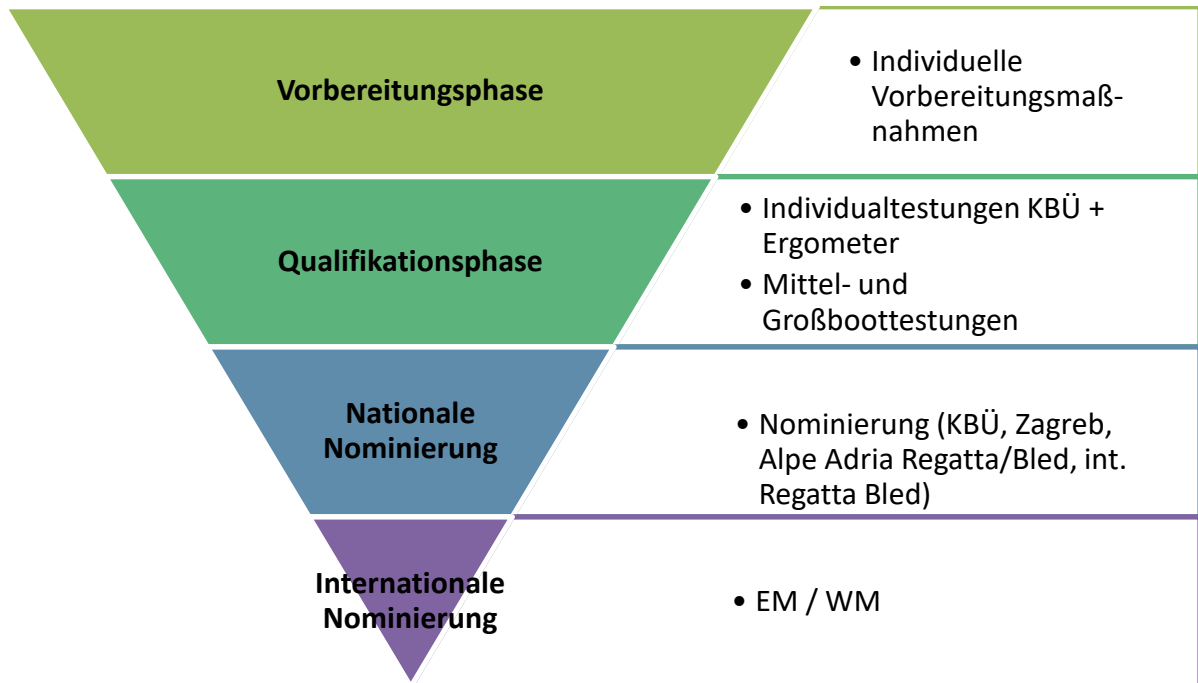 Vorbereitungsphase
• Individuelle
Vorbereitungsmaß-
nahmen
Qualifikationsphase
• Individualtestungen KBÜ +
Ergometer
• Mittel- und
Großboottestungen
Nationale
Nominierung
• Nominierung (KBÜ, Zagreb,
Alpe Adria Regatta/Bled, int.
Regatta Bled)
Internationale
Nominierung
• EM / WM